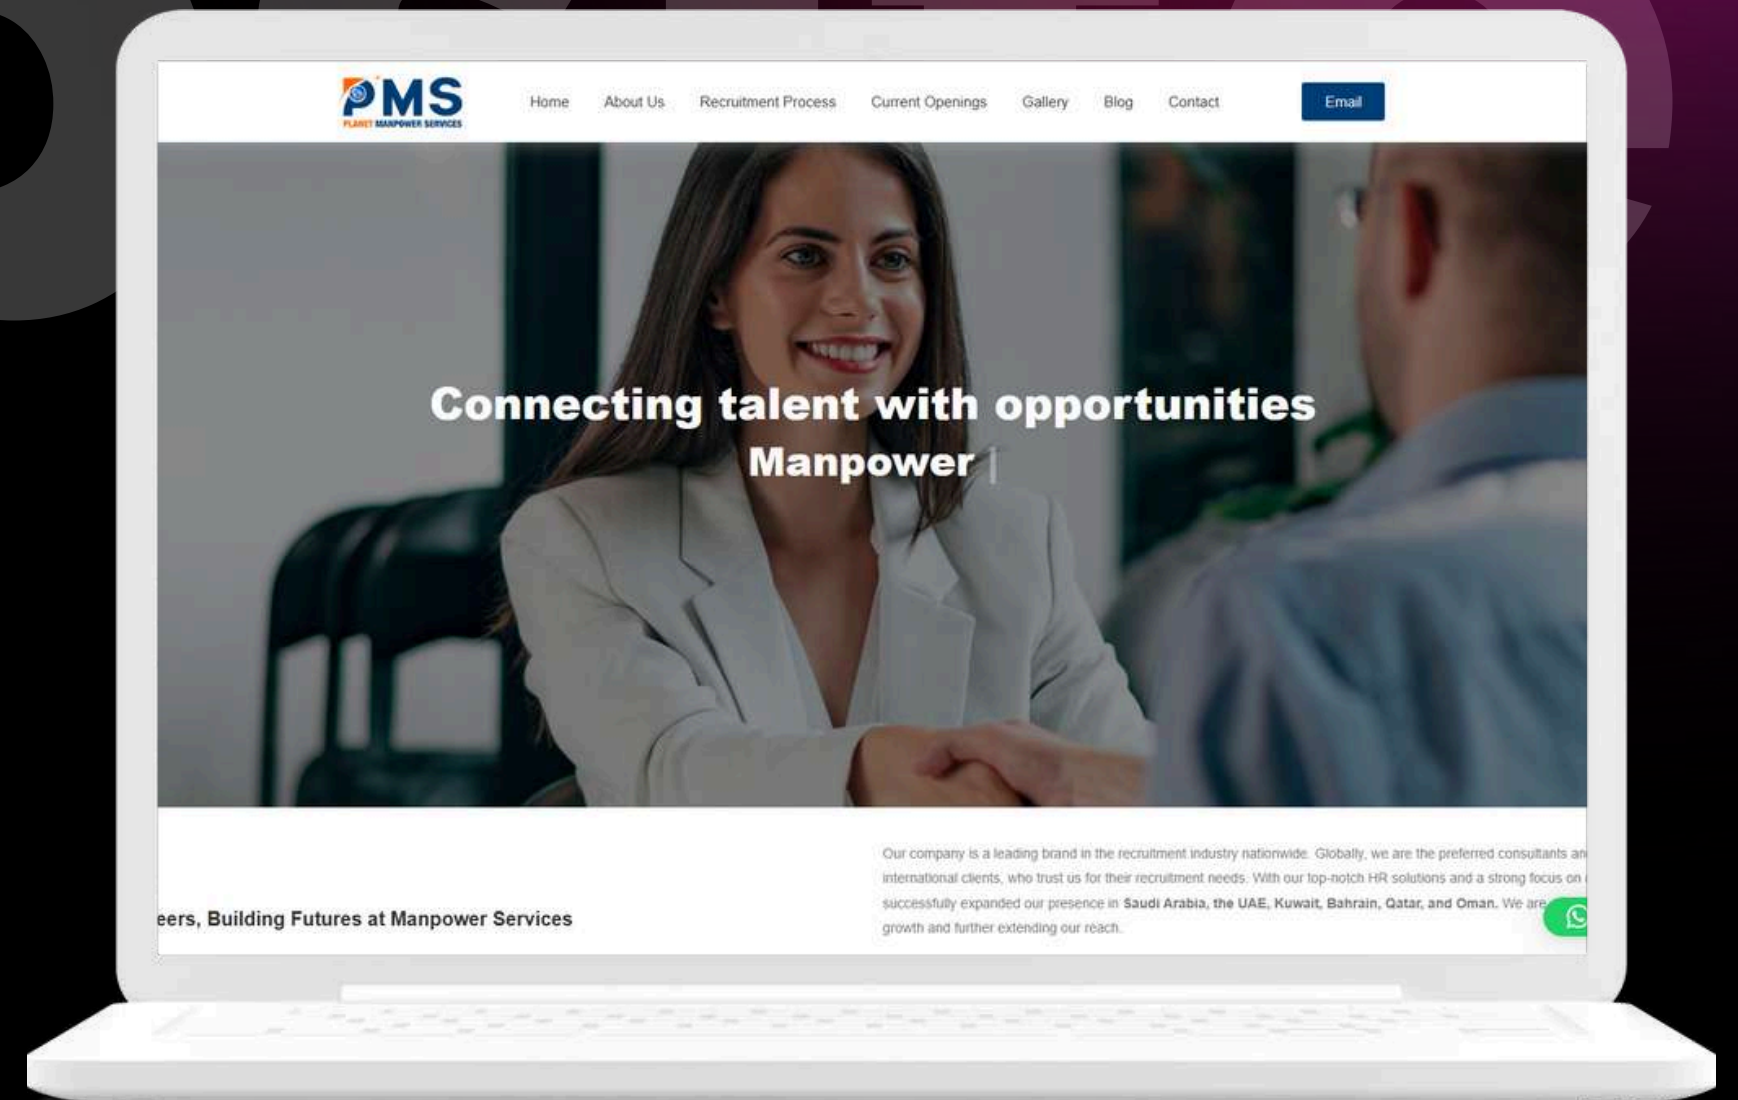 PMS
PLANET MANPOWER SERVICES
Home About Us Recruitment Process Current Openings Gallery Blog Contact Email
Connecting talent with opportunities
Manpower
eers, Building Futures at Manpower Services
Our company is a leading brand in the recruitment industry nationwide. Globally, we are the preferred consultants an
international clients, who trust us for their recruitment needs. With our top-notch HR solutions and a strong focus on
successfully expanded our presence in Saudi Arabia, the UAE, Kuwait, Bahrain, Qatar, and Oman. We are
growth and further extending our reach.